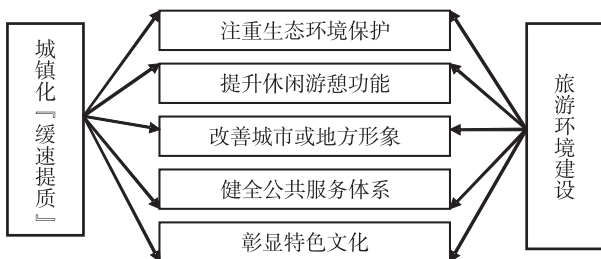 城镇化『缓速提质』
注重生态环境保护
提升休闲游憩功能
改善城市或地方形象
健全公共服务体系
彰显特色文化
旅游环境建设